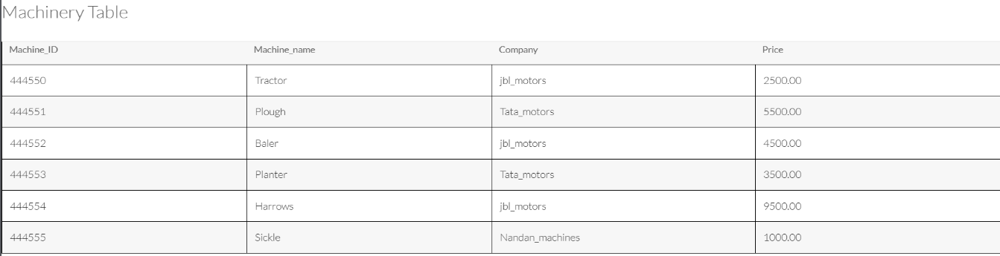 Machinery Table
Machine_ID Machine_name Company Price
444550 Tractor jbl_motors 2500.00
444551 Plough Tata_motors 5500.00
444552 Baler jbl_motors 4500.00
444553 Planter Tata_motors 3500.00
444554 Harrows jbl_motors 9500.00
444555 Sickle Nandan_machines 1000.00